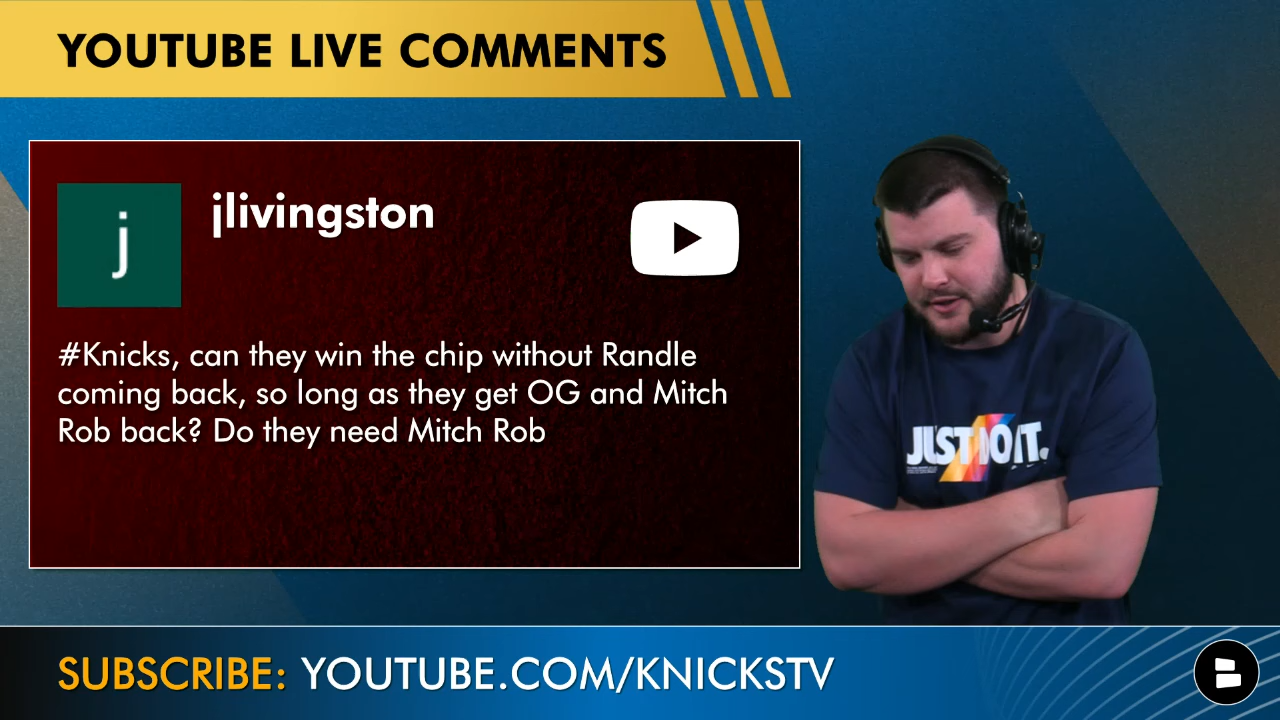 YOUTUBE LIVE COMMENTS
j
jlivingston
#Knicks, can they win the chip without Randle
coming back, so long as they get OG and Mitch
Rob back? Do they need Mitch Rob
JUST DO IT.
SUBSCRIBE: YOUTUBE.COM/KNICKSTV